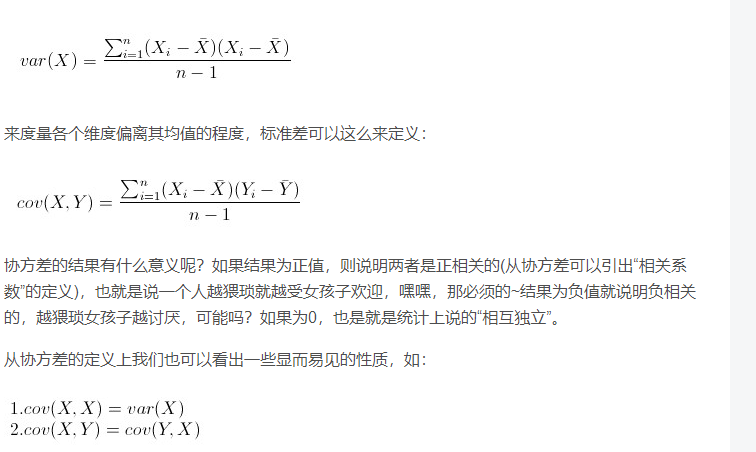 var(X) = \frac{\sum_{i=1}^{n}(X_i − \bar{X})(X_i − \bar{X})}{n − 1}
来度量各个维度偏离其均值的程度，标准差可以这么来定义：
cov(X, Y) = \frac{\sum_{i=1}^{n}(X_i − \bar{X})(Y_i − \bar{Y})}{n − 1}
协方差的结果有什么意义呢？如果结果为正值，则说明两者是正相关的(从协方差可以引出“相关系
数”的定义)，也就是说一个人越猥琐就越受女孩子欢迎，嘿嘿，那必须的~结果为负值就说明负相关
的，越猥琐女孩子越讨厌，可能吗？如果为0，也是就是统计上说的“相互独立”。
从协方差的定义上我们也可以看出一些显而易见的性质，如：
1.cov(X, X) = var(X)
2.cov(X, Y) = cov(Y, X)